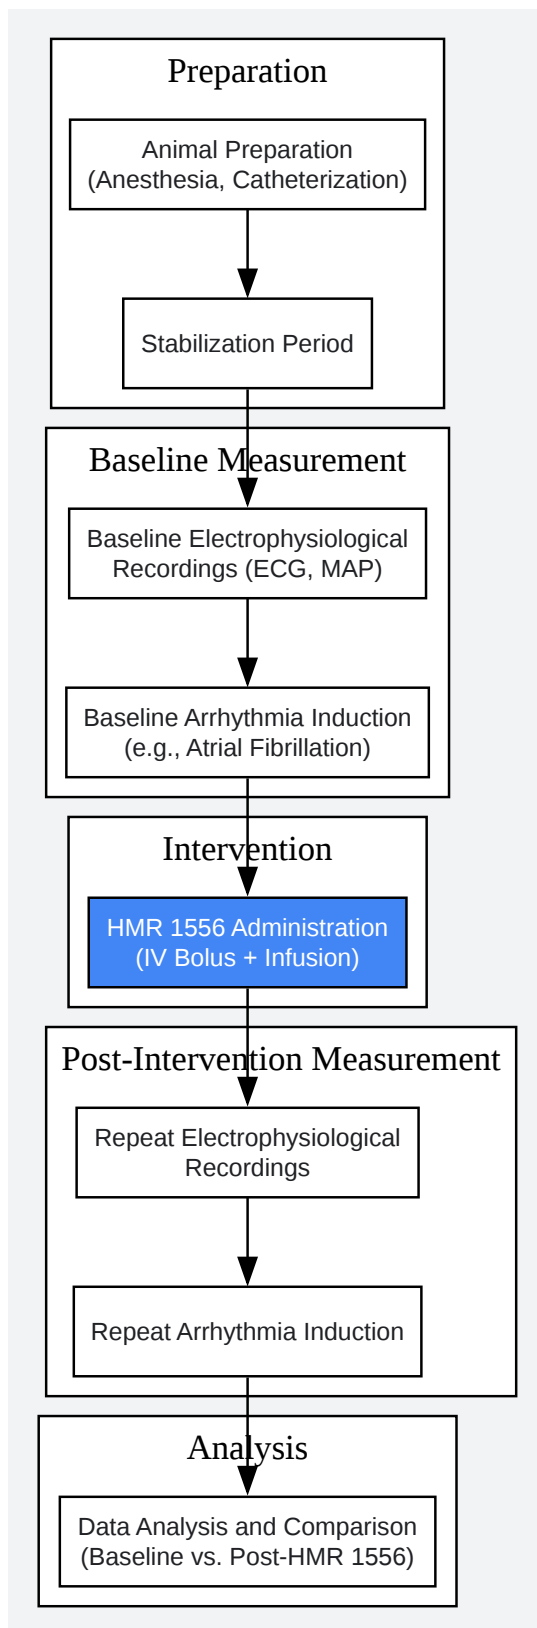 Preparation
Animal Preparation
(Anesthesia, Catheterization)
Stabilization Period
Baseline Measurement
Baseline Electrophysiological
Recordings (ECG, MAP)
Baseline Arrhythmia Induction
(e.g., Atrial Fibrillation)
Intervention
HMR 1556 Administration
(IV Bolus + Infusion)
Post-Intervention Measurement
Repeat Electrophysiological
Recordings
Repeat Arrhythmia Induction
Analysis
Data Analysis and Comparison
(Baseline vs. Post-HMR 1556)